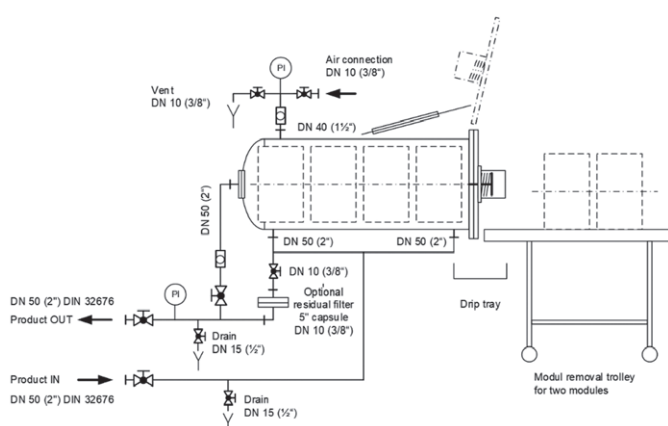 PI
Air connection
DN 10 (3/8")
Vent
DN 10 (3/8")
DN 40 (1½")
DN 50 (2")
DN 50 (2")
DN 50 (2")
DN 10 (3/8")
Optional
residual filter
5" capsule
DN 10 (3/8")
Drip tray
PI
DN 50 (2") DIN 32676
Product OUT
Drain
DN 15 (½")
Product IN
DN 50 (2") DIN 32676
Drain
DN 15 (½")
Modul removal trolley
for two modules